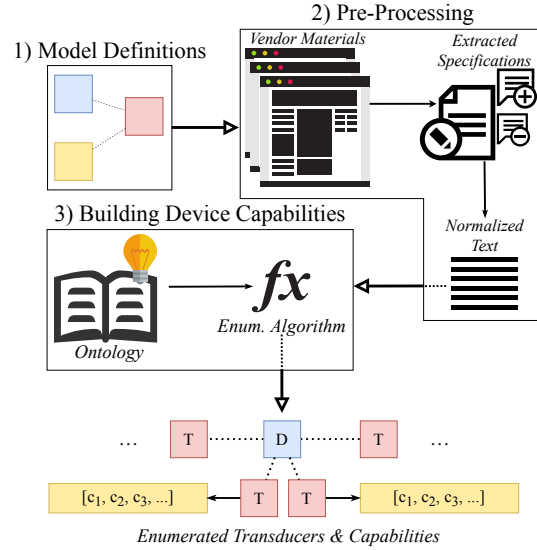 2) Pre-Processing
1) Model Definitions
Vendor Materials
Extracted
Specifications
Normalized
Text
3) Building Device Capabilities
fx
Ontology
Enum. Algorithm
... T D T ...
[c₁, c₂, c₃, ...] T T [c₁, c₂, c₃, ...]
Enumerated Transducers & Capabilities